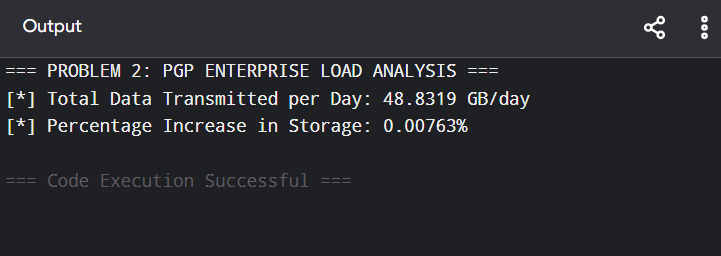 Output
=== PROBLEM 2: PGP ENTERPRISE LOAD ANALYSIS ===
[*] Total Data Transmitted per Day: 48.8319 GB/day
[*] Percentage Increase in Storage: 0.00763%
=== Code Execution Successful ===